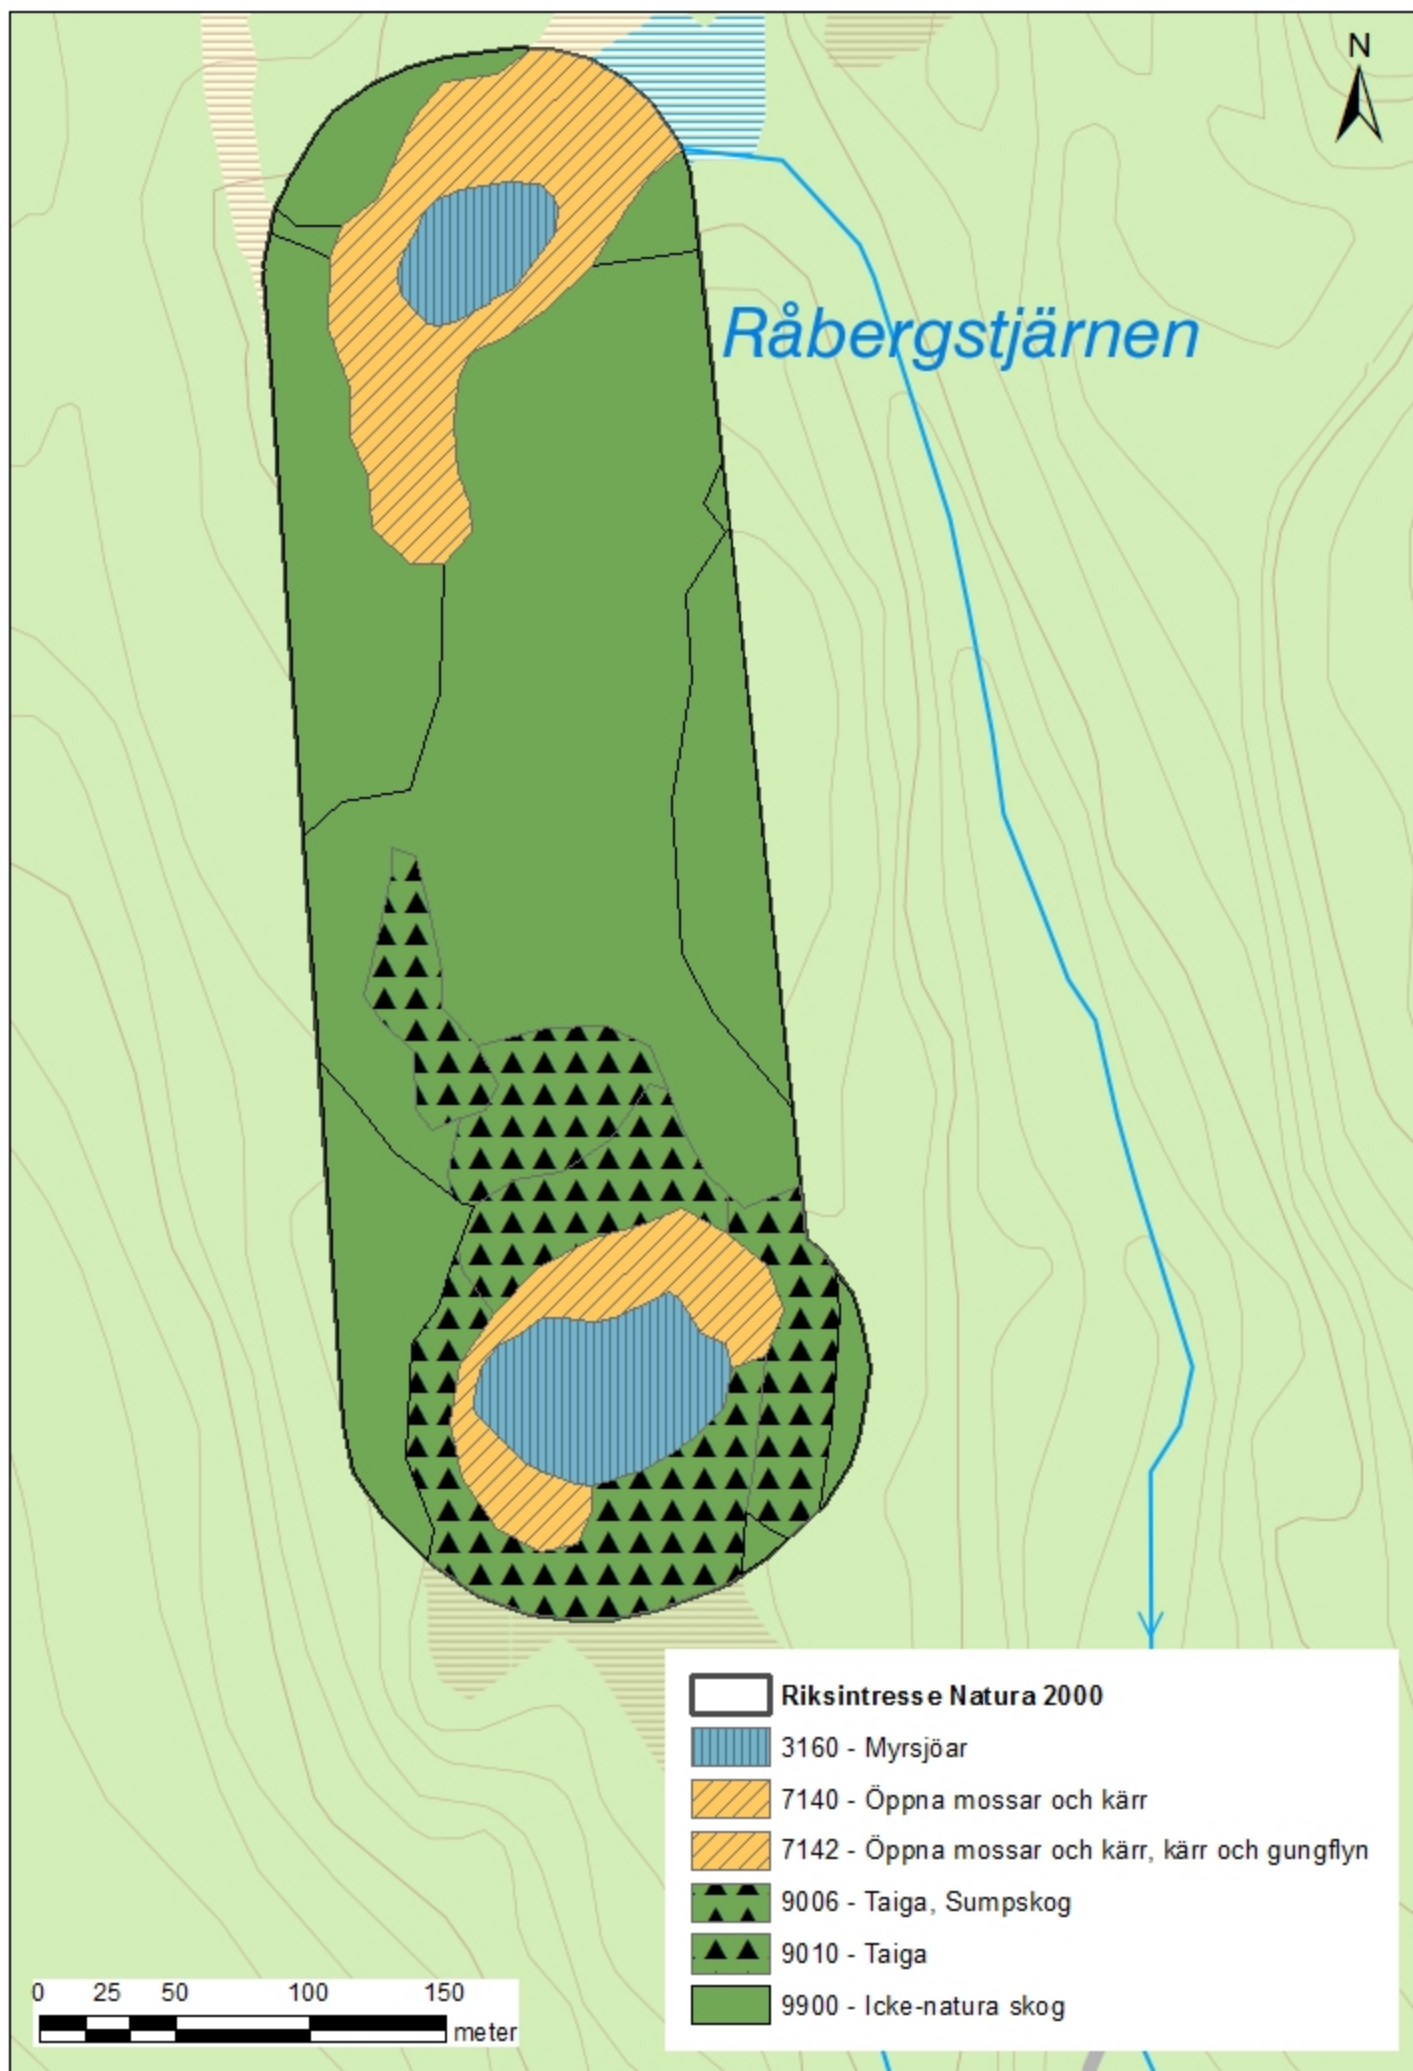 N
Råbergstjärnen
Riksintresse Natura 2000
3160 - Myrsjöar
7140 - Öppna mossar och kärr
7142 - Öppna mossar och kärr, kärr och gungflyn
9006 - Taiga, Sumpskog
9010 - Taiga
9900 - Icke-natura skog
0 25 50 100 150
meter